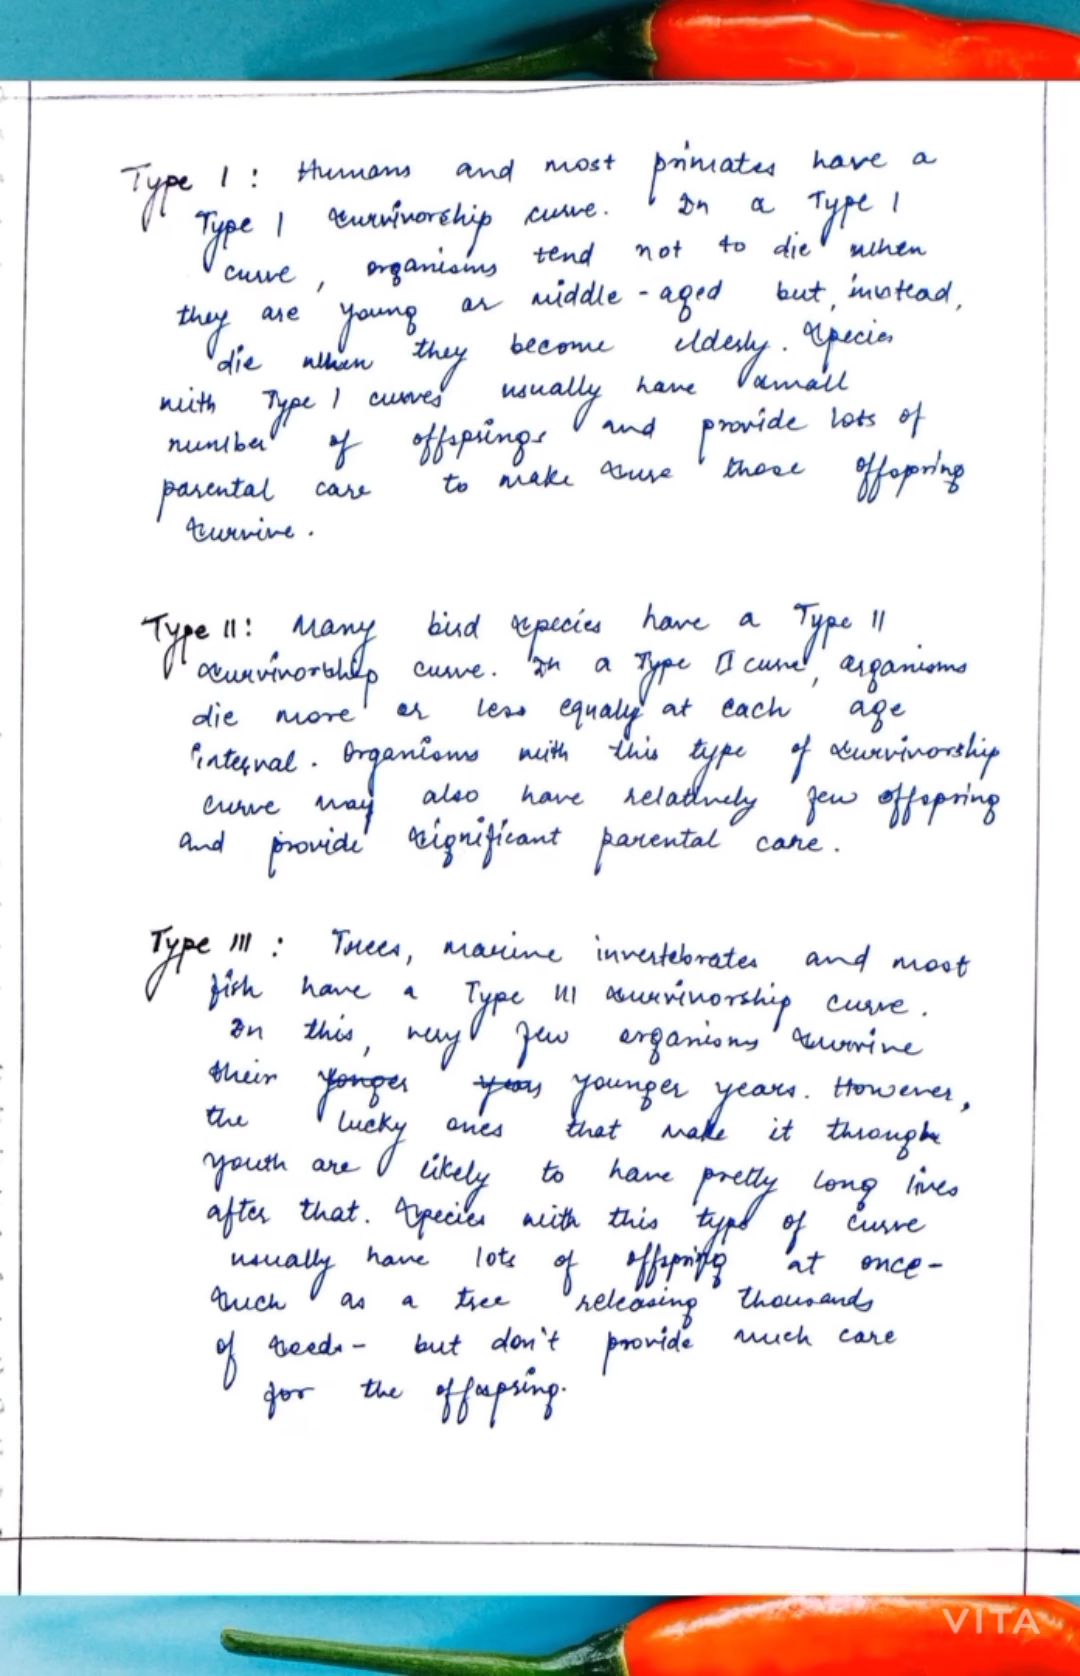 Type I : Humans and most primates have a
Type I survivorship curve. In a Type I
curve, organisms tend not to die when
they are young or middle-aged but, instead,
die when they become elderly. Species
with Type I curves usually have small
number of offsprings and provide lots of
parental care to make sure those offspring
survive.
Type II: Many bird species have a Type II
survivorship curve. In a Type II curve, organisms
die more or less equaly at each age
interval. Organisms with this type of survivorship
curve may also have relatively few offspring
and provide significant parental care.
Type III : Trees, marine invertebrates and most
fish have a Type III survivorship curve.
In this, very few organisms survive
their yonger years younger years. However,
the lucky ones that make it through
youth are likely to have pretty long lives
after that. Species with this type of curve
usually have lots of offspring at once-
such as a tree releasing thousands
of seeds- but don't provide much care
for the offspring.
VITA